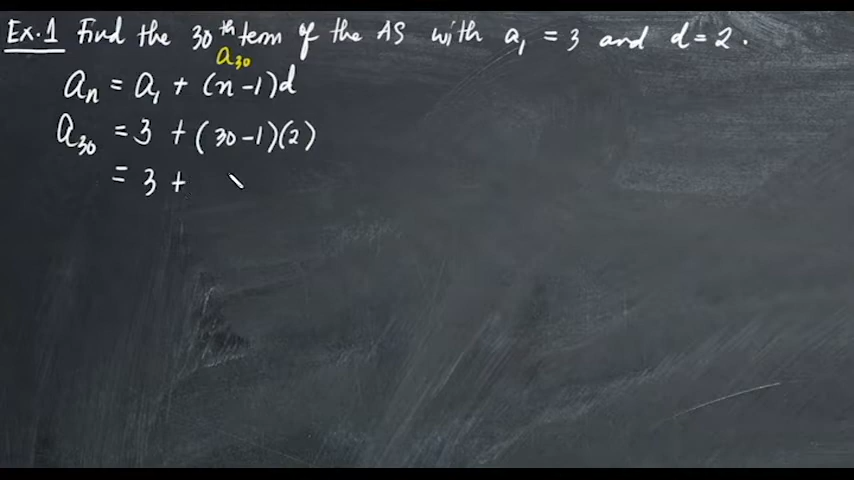 Ex.1 Find the 30th term of the AS with a₁ = 3 and d = 2.
a₃₀
aₙ = a₁ + (n-1)d
a₃₀ = 3 + (30-1)(2)
= 3 +